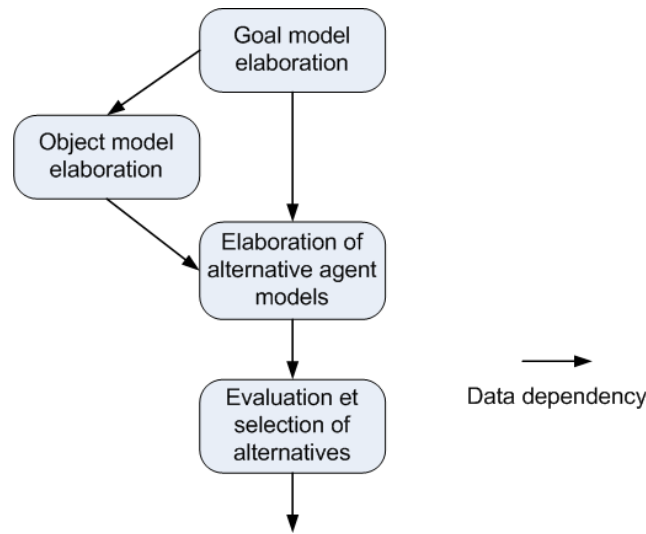 Goal model
elaboration
Object model
elaboration
Elaboration of
alternative agent
models
Evaluation et
selection of
alternatives
Data dependency